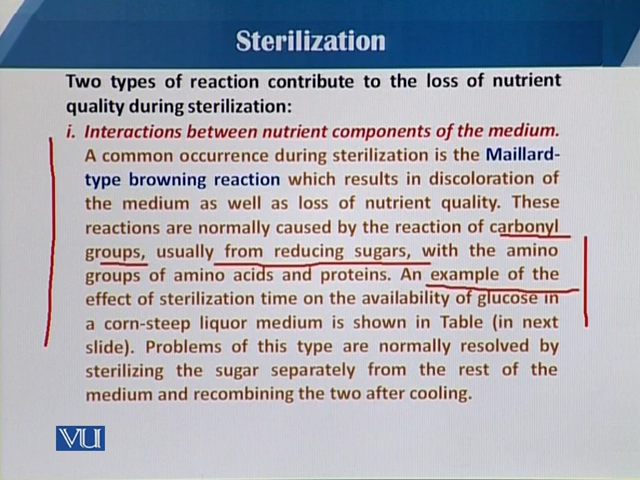 Sterilization
Two types of reaction contribute to the loss of nutrient
quality during sterilization:
i. Interactions between nutrient components of the medium.
A common occurrence during sterilization is the Maillard-
type browning reaction which results in discoloration of
the medium as well as loss of nutrient quality. These
reactions are normally caused by the reaction of carbonyl
groups, usually from reducing sugars, with the amino
groups of amino acids and proteins. An example of the
effect of sterilization time on the availability of glucose in
a corn-steep liquor medium is shown in Table (in next
slide). Problems of this type are normally resolved by
sterilizing the sugar separately from the rest of the
medium and recombining the two after cooling.
VU